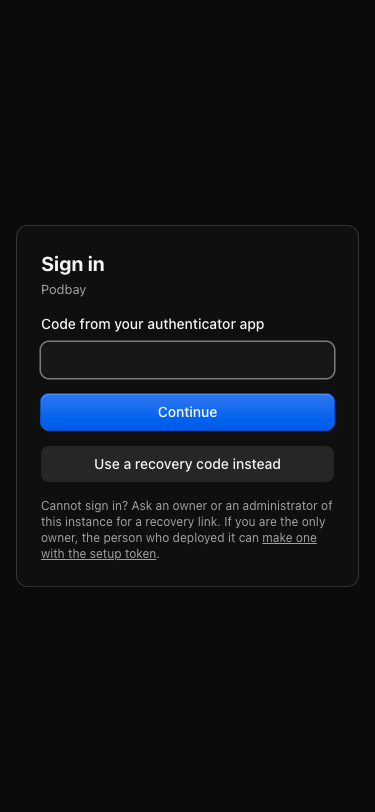 Sign in
Podbay
Code from your authenticator app
Continue
Use a recovery code instead
Cannot sign in? Ask an owner or an administrator of
this instance for a recovery link. If you are the only
owner, the person who deployed it can make one
with the setup token.